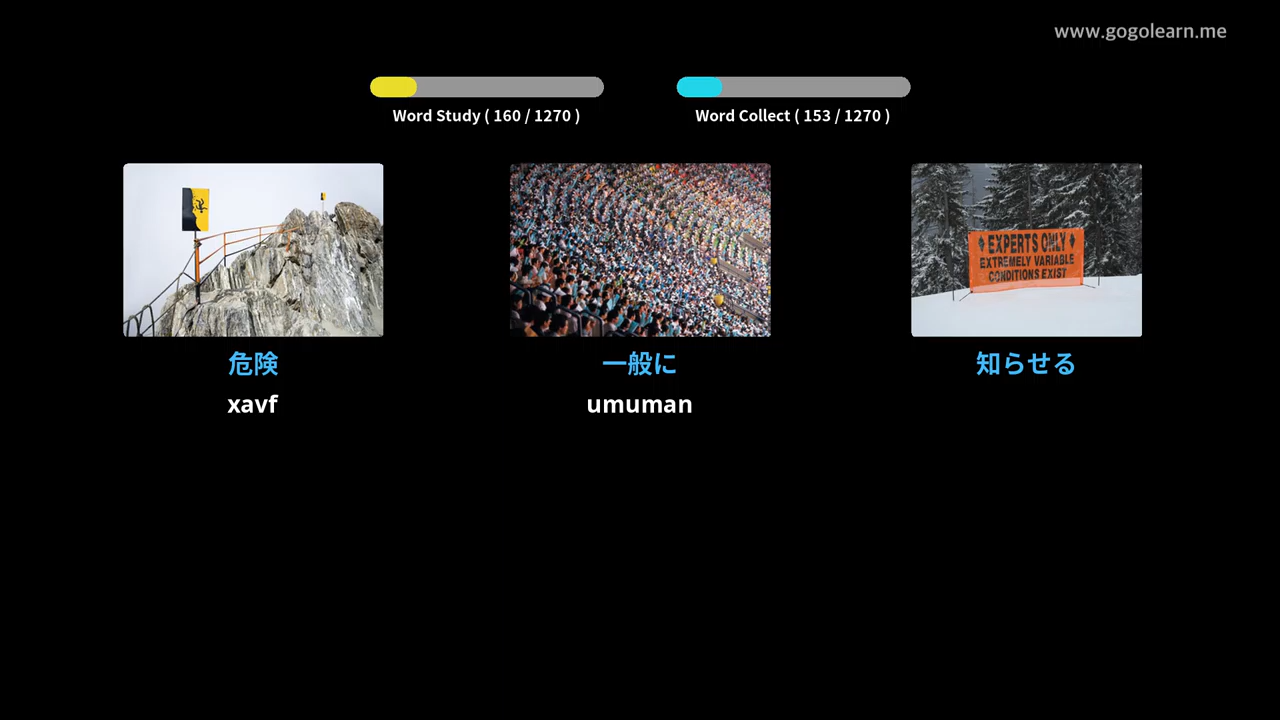 www.gogolearn.me
Word Study ( 160 / 1270 )
Word Collect ( 153 / 1270 )
EXPERTS ONLY
EXTREMELY VARIABLE
CONDITIONS EXIST
危険
一般に
知らせる
xavf
umuman